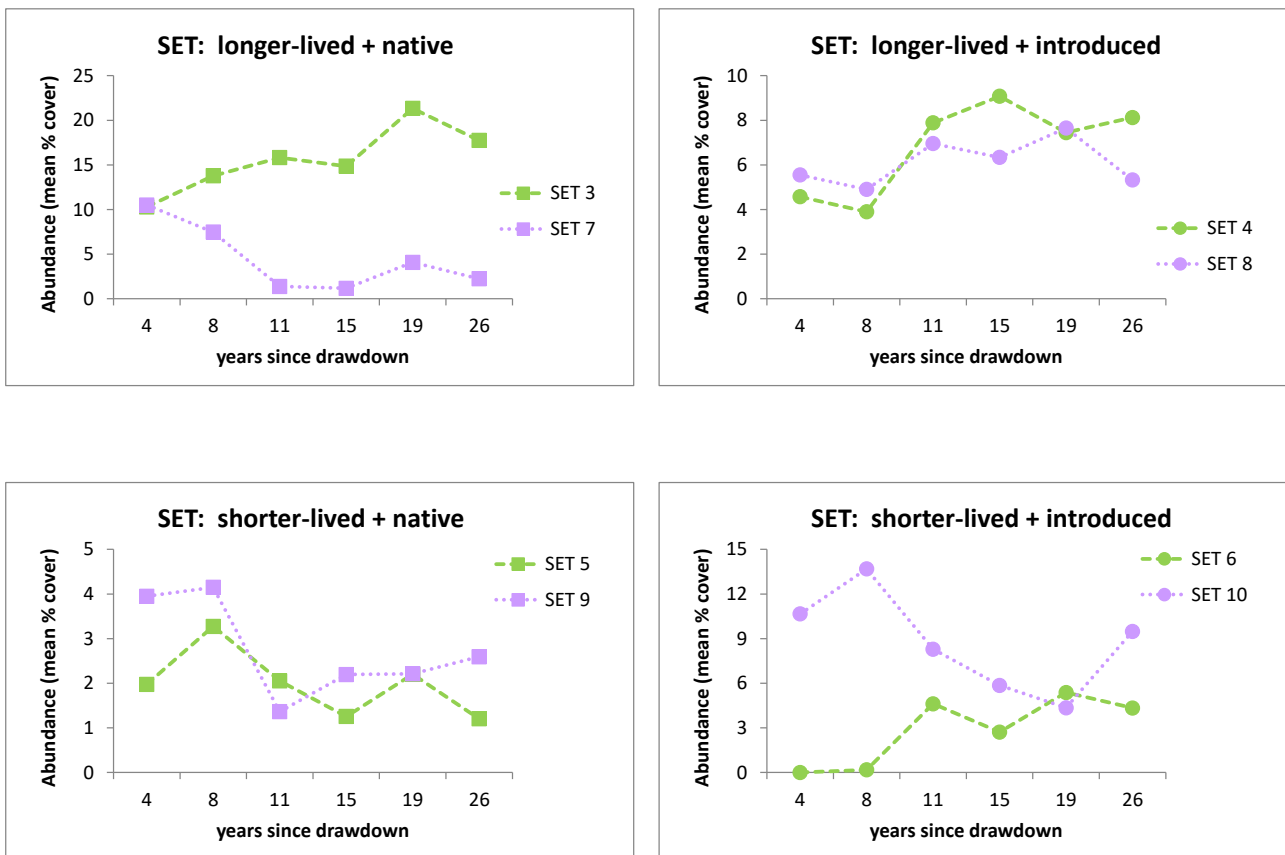 SET:  longer-lived + native
Abundance (mean % cover)
25
20
15
10
5
0
4 8 11 15 19 26
years since drawdown
SET 3
SET 7
SET:  longer-lived + introduced
Abundance (mean % cover)
10
8
6
4
2
0
4 8 11 15 19 26
years since drawdown
SET 4
SET 8
SET:  shorter-lived + native
Abundance (mean % cover)
5
4
3
2
1
0
4 8 11 15 19 26
years since drawdown
SET 5
SET 9
SET:  shorter-lived + introduced
Abundance (mean % cover)
15
12
9
6
3
0
4 8 11 15 19 26
years since drawdown
SET 6
SET 10